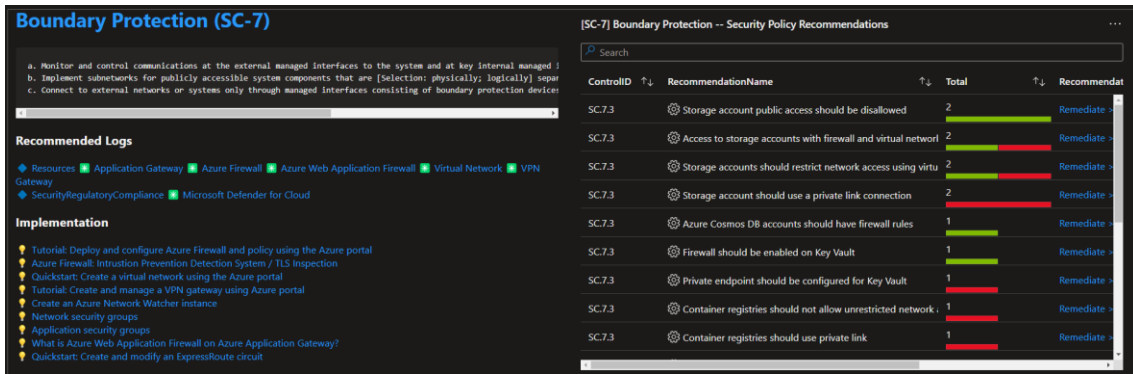 Boundary Protection (SC-7)
a. Monitor and control communications at the external managed interfaces to the system and at key internal managed
b. Implement subnetworks for publicly accessible system components that are [Selection: physically; logically]
c. Connect to external networks or systems only through managed interfaces consisting of boundary protection devices
Recommended Logs
Resources Application Gateway Azure Firewall Azure Web Application Firewall Virtual Network VPN
Gateway
SecurityRegulatoryCompliance Microsoft Defender for Cloud
Implementation
Tutorial: Deploy and configure Azure Firewall and policy using the Azure portal
Azure Firewall: Intrustion Prevention Detection System / TLS Inspection
Quickstart: Create a virtual network using the Azure portal
Tutorial: Create and manage a VPN gateway using Azure portal
Create an Azure Network Watcher instance
Network security groups
Application security groups
What is Azure Web Application Firewall on Azure Application Gateway?
Quickstart: Create and modify an ExpressRoute circuit
[SC-7] Boundary Protection -- Security Policy Recommendations ...
Search
ControlID ↑↓ RecommendationName ↑↓ Total ↑↓ Recommendat
SC.7.3 Storage account public access should be disallowed 2 Remediate >
SC.7.3 Access to storage accounts with firewall and virtual networl 2 Remediate >
SC.7.3 Storage accounts should restrict network access using virtu 2 Remediate >
SC.7.3 Storage account should use a private link connection 2 Remediate >
SC.7.3 Azure Cosmos DB accounts should have firewall rules 1 Remediate >
SC.7.3 Firewall should be enabled on Key Vault 1 Remediate >
SC.7.3 Private endpoint should be configured for Key Vault 1 Remediate >
SC.7.3 Container registries should not allow unrestricted network 1 Remediate >
SC.7.3 Container registries should use private link 1 Remediate >